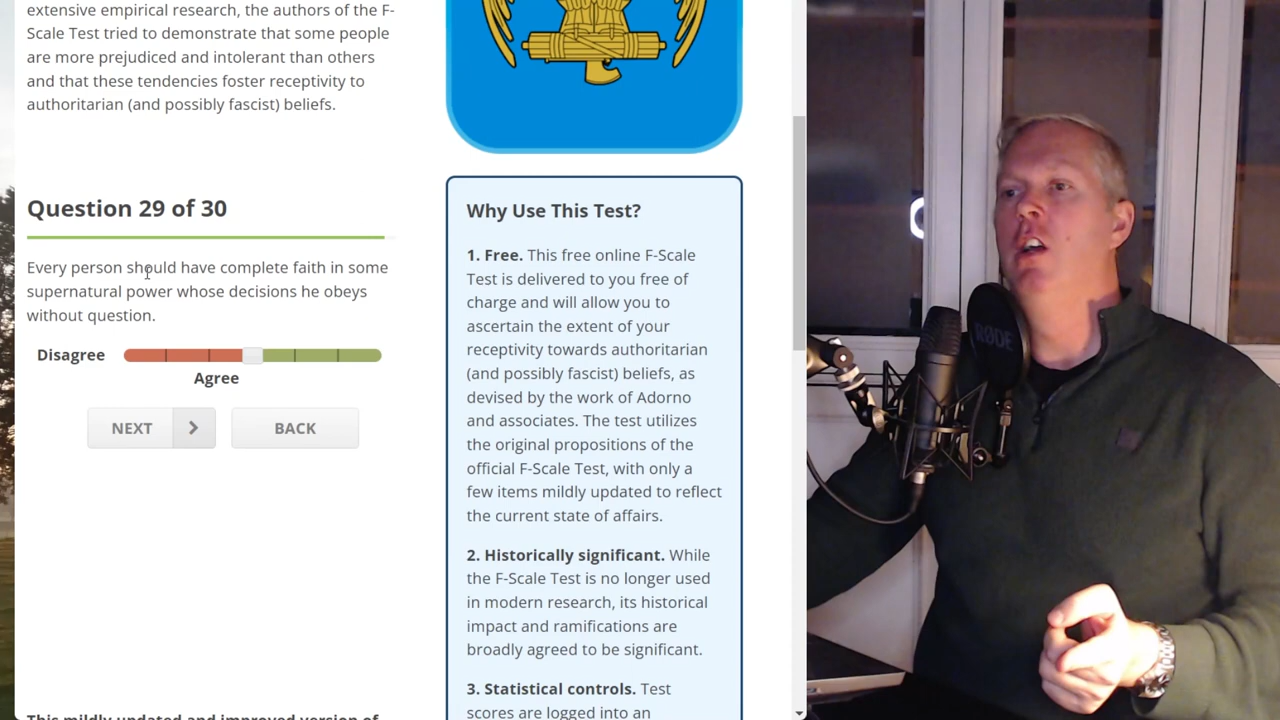 extensive empirical research, the authors of the F-
Scale Test tried to demonstrate that some people
are more prejudiced and intolerant than others
and that these tendencies foster receptivity to
authoritarian (and possibly fascist) beliefs.
Question 29 of 30
Every person should have complete faith in some
supernatural power whose decisions he obeys
without question.
Disagree
Agree
NEXT
BACK
Why Use This Test?
1. Free. This free online F-Scale
Test is delivered to you free of
charge and will allow you to
ascertain the extent of your
receptivity towards authoritarian
(and possibly fascist) beliefs, as
devised by the work of Adorno
and associates. The test utilizes
the original propositions of the
official F-Scale Test, with only a
few items mildly updated to reflect
the current state of affairs.
2. Historically significant. While
the F-Scale Test is no longer used
in modern research, its historical
impact and ramifications are
broadly agreed to be significant.
3. Statistical controls. Test
scores are logged into an
This mildly updated and improved version of
RØDE